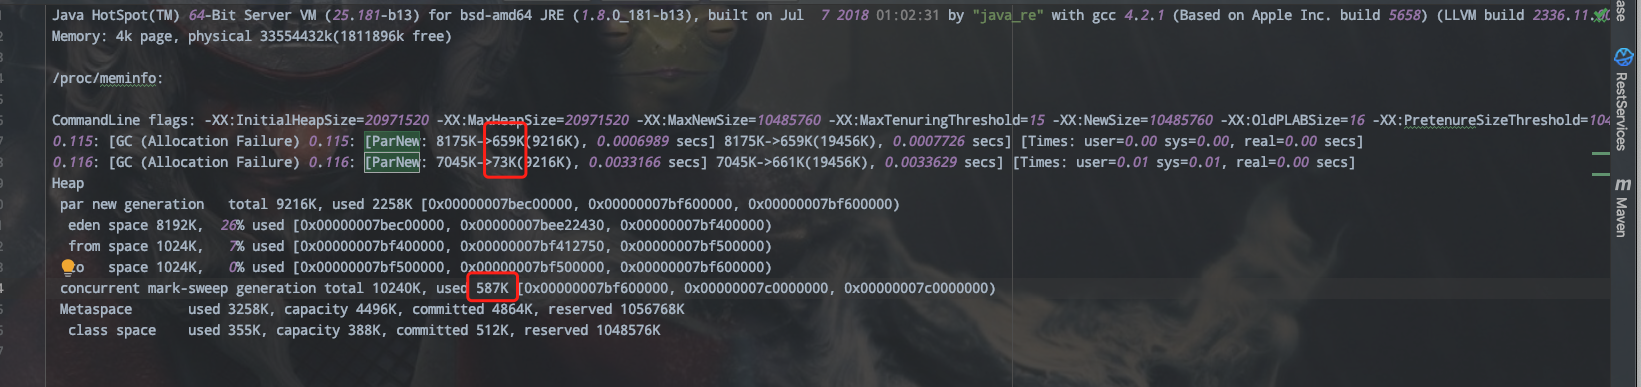 Java HotSpot(TM) 64-Bit Server VM (25.181-b13) for bsd-amd64 JRE (1.8.0_181-b13), built on Jul  7 2018 01:02:31 by "java_re" with gcc 4.2.1 (Based on Apple Inc. build 5658) (LLVM build 2336.11.
Memory: 4k page, physical 33554432k(1811896k free)
/proc/meminfo:
CommandLine flags: -XX:InitialHeapSize=20971520 -XX:MaxHeapSize=20971520 -XX:MaxNewSize=10485760 -XX:MaxTenuringThreshold=15 -XX:NewSize=10485760 -XX:OldPLABSize=16 -XX:PretenureSizeThreshold=104
0.115: [GC (Allocation Failure) 0.115: [ParNew: 8175K->659K(9216K), 0.0006989 secs] 8175K->659K(19456K), 0.0007726 secs] [Times: user=0.00 sys=0.00, real=0.00 secs]
0.116: [GC (Allocation Failure) 0.116: [ParNew: 7045K->73K(9216K), 0.0033166 secs] 7045K->661K(19456K), 0.0033629 secs] [Times: user=0.01 sys=0.01, real=0.00 secs]
Heap
par new generation   total 9216K, used 2258K [0x00000007bec00000, 0x00000007bf600000, 0x00000007bf600000)
eden space 8192K,  26% used [0x00000007bec00000, 0x00000007bee22430, 0x00000007bf400000)
from space 1024K,   7% used [0x00000007bf400000, 0x00000007bf412750, 0x00000007bf500000)
to   space 1024K,   0% used [0x00000007bf500000, 0x00000007bf500000, 0x00000007bf600000)
concurrent mark-sweep generation total 10240K, used 587K [0x00000007bf600000, 0x00000007c0000000, 0x00000007c0000000)
Metaspace       used 3258K, capacity 4496K, committed 4864K, reserved 1056768K
class space    used 355K, capacity 388K, committed 512K, reserved 1048576K
ase
RestServices
m Maven